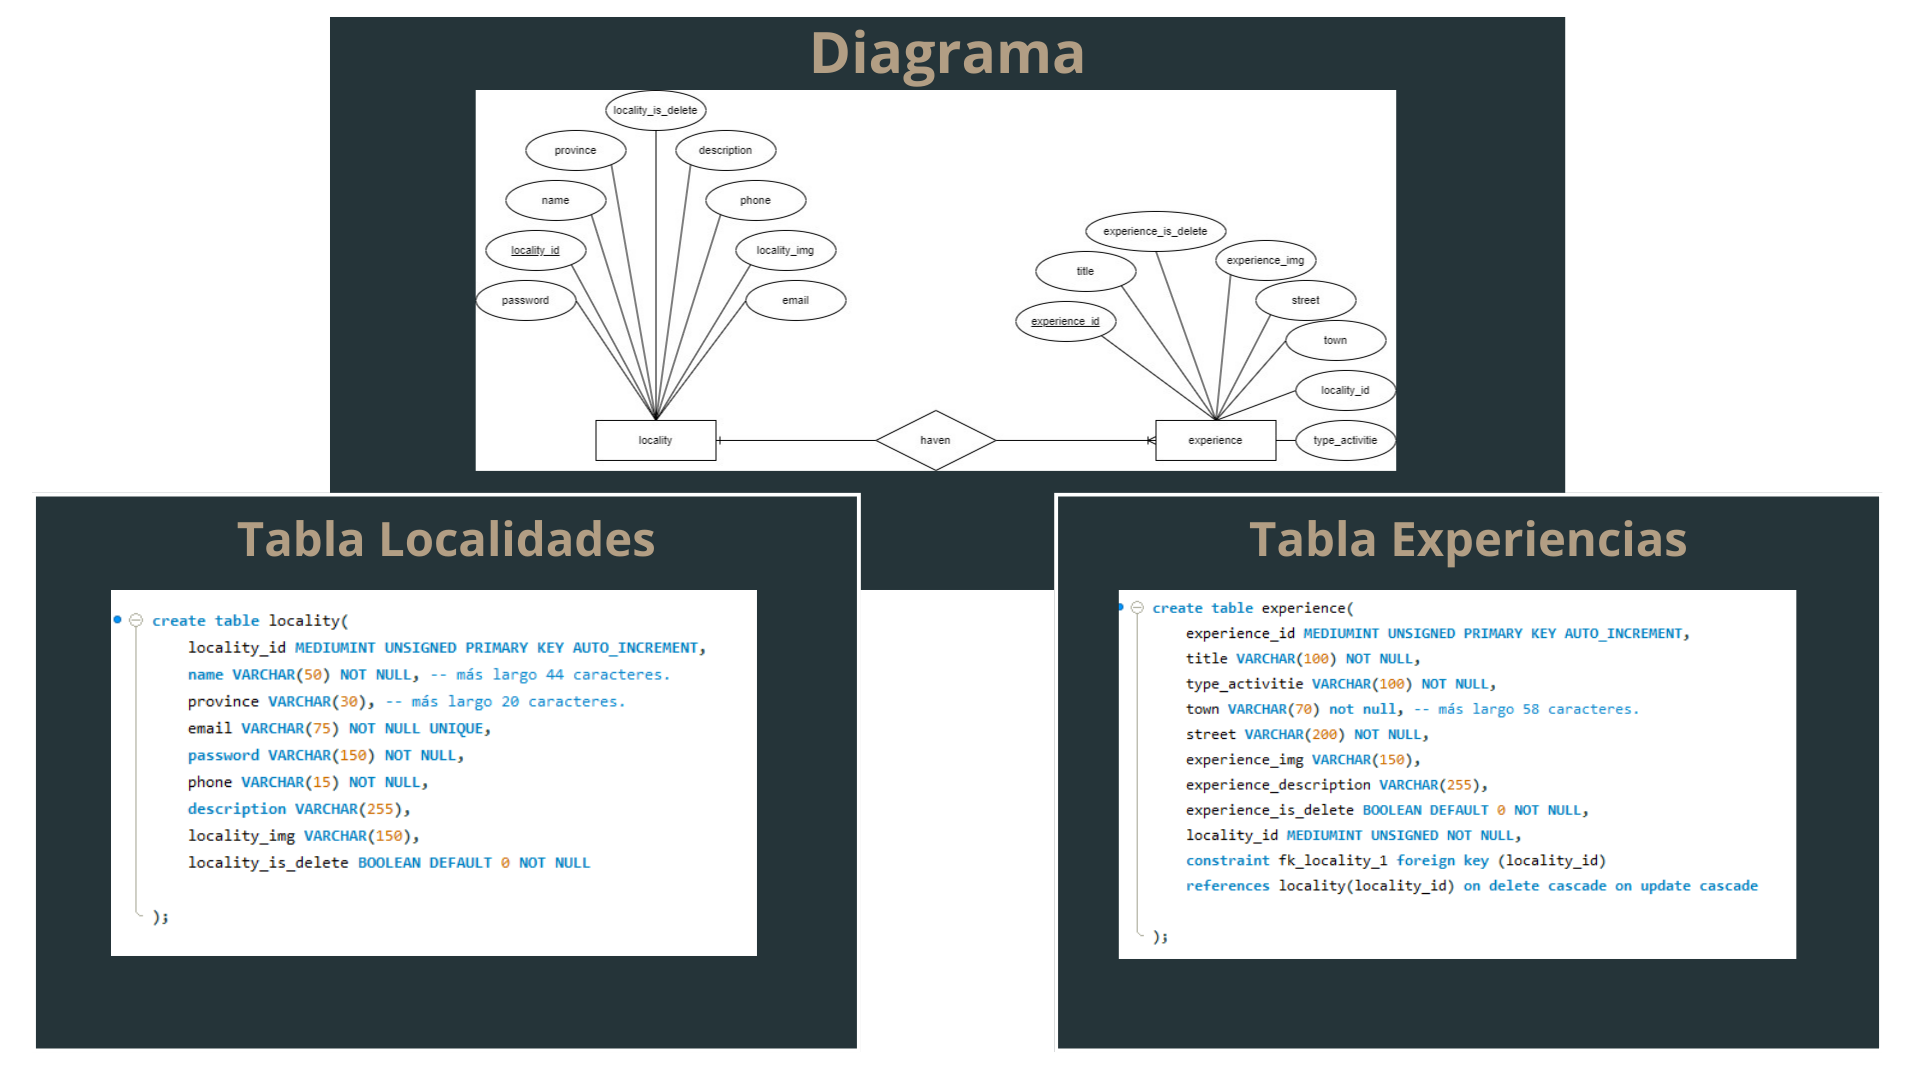 Diagrama
locality_is_delete
province
description
name
phone
locality_id
locality_img
password
email
experience_is_delete
experience_img
title
street
experience_id
town
locality_id
locality
haven
experience
type_activitie
Tabla Localidades
create table locality(
locality_id MEDIUMINT UNSIGNED PRIMARY KEY AUTO_INCREMENT,
name VARCHAR(50) NOT NULL, -- más largo 44 caracteres.
province VARCHAR(30), -- más largo 20 caracteres.
email VARCHAR(75) NOT NULL UNIQUE,
password VARCHAR(150) NOT NULL,
phone VARCHAR(15) NOT NULL,
description VARCHAR(255),
locality_img VARCHAR(150),
locality_is_delete BOOLEAN DEFAULT 0 NOT NULL
);
Tabla Experiencias
create table experience(
experience_id MEDIUMINT UNSIGNED PRIMARY KEY AUTO_INCREMENT,
title VARCHAR(100) NOT NULL,
type_activitie VARCHAR(100) NOT NULL,
town VARCHAR(70) not null, -- más largo 58 caracteres.
street VARCHAR(200) NOT NULL,
experience_img VARCHAR(150),
experience_description VARCHAR(255),
experience_is_delete BOOLEAN DEFAULT 0 NOT NULL,
locality_id MEDIUMINT UNSIGNED NOT NULL,
constraint fk_locality_1 foreign key (locality_id)
references locality(locality_id) on delete cascade on update cascade
);